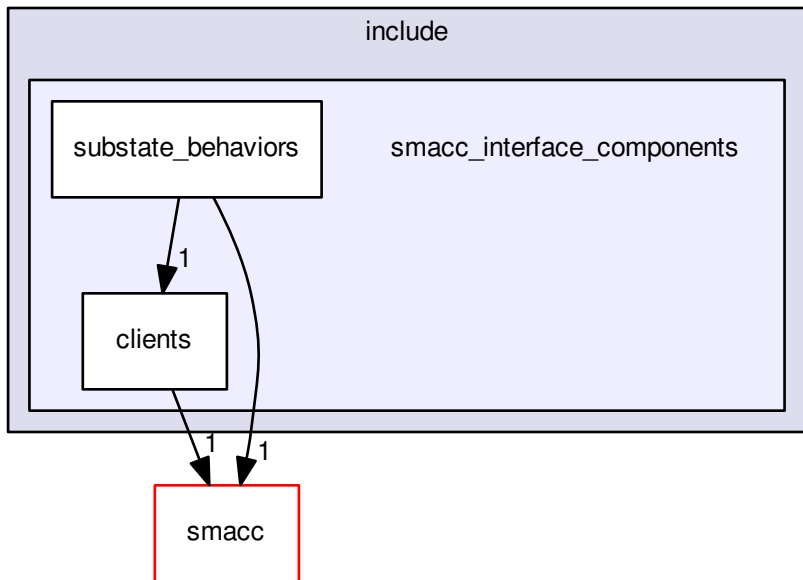 include
substate_behaviors
smacc_interface_components
1
clients
1
1
smacc